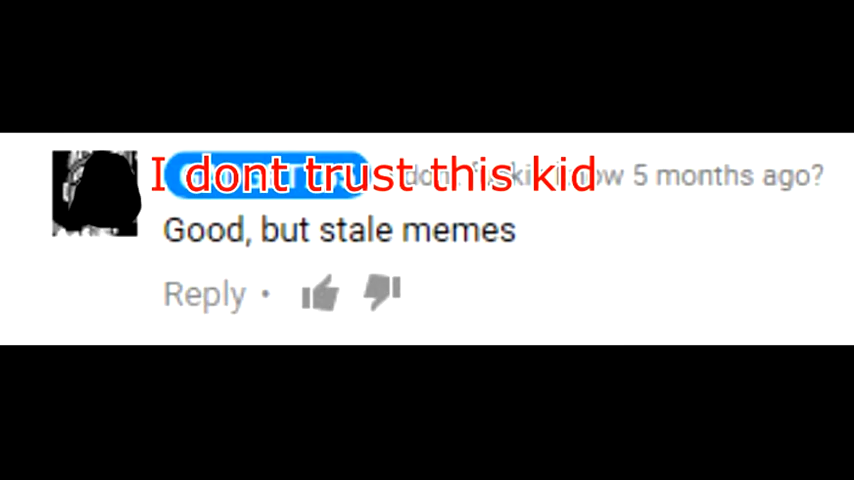 I dont trust this kid
5 months ago?
Good, but stale memes
Reply •